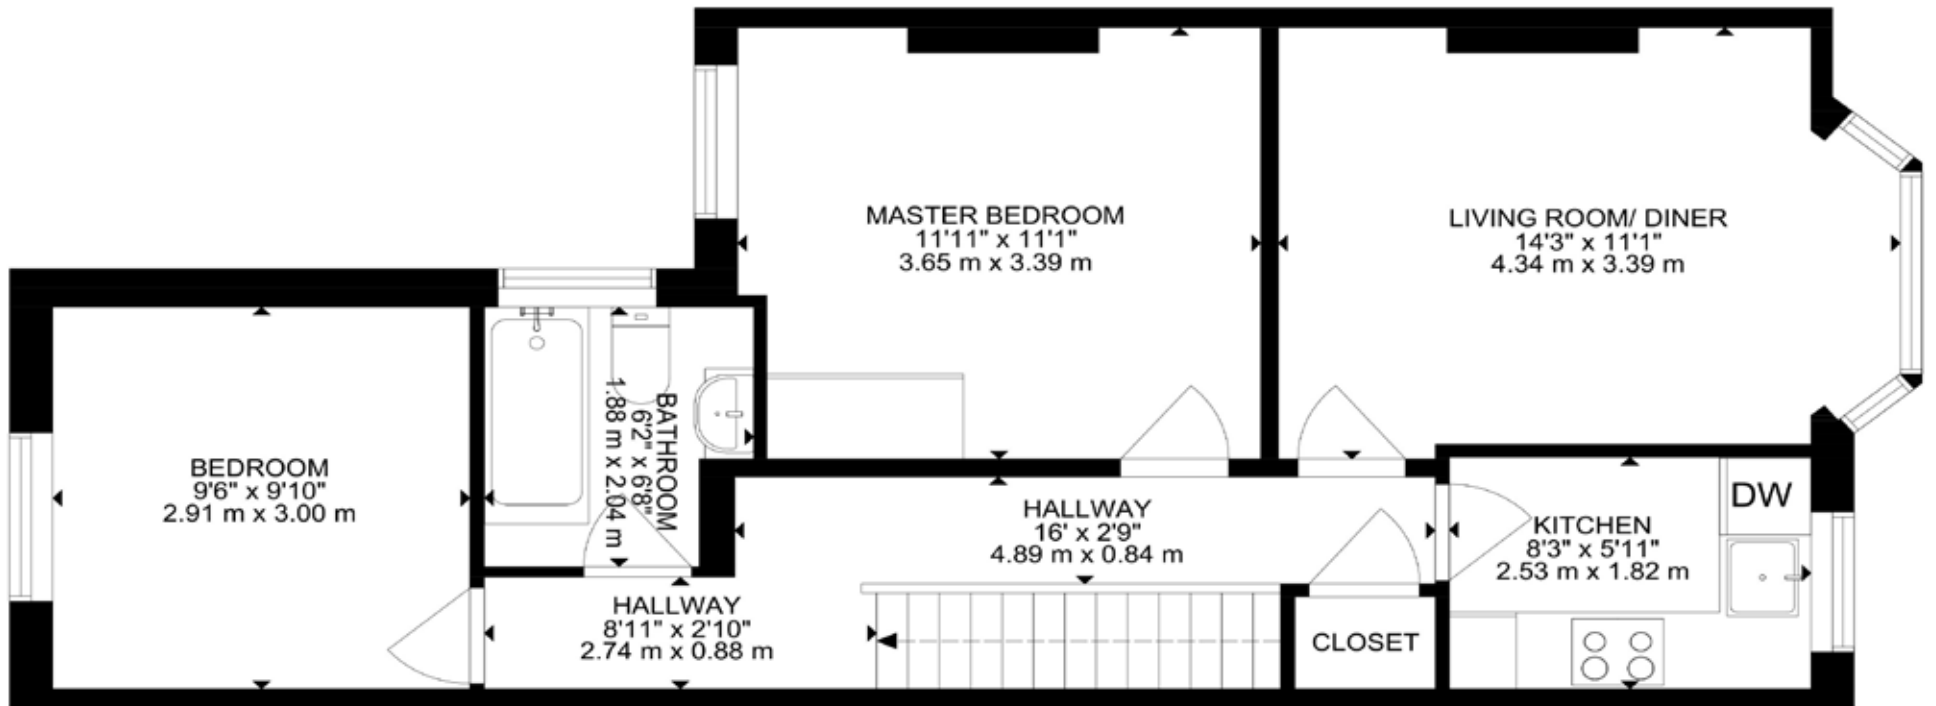 MASTER BEDROOM
11'11" x 11'1"
3.65 m x 3.39 m
LIVING ROOM/ DINER
14'3" x 11'1"
4.34 m x 3.39 m
BEDROOM
9'6" x 9'10"
2.91 m x 3.00 m
BATHROOM
6'2" x 6'8"
1.88 m x 2.04 m
HALLWAY
16' x 2'9"
4.89 m x 0.84 m
DW
KITCHEN
8'3" x 5'11"
2.53 m x 1.82 m
HALLWAY
8'11" x 2'10"
2.74 m x 0.88 m
CLOSET